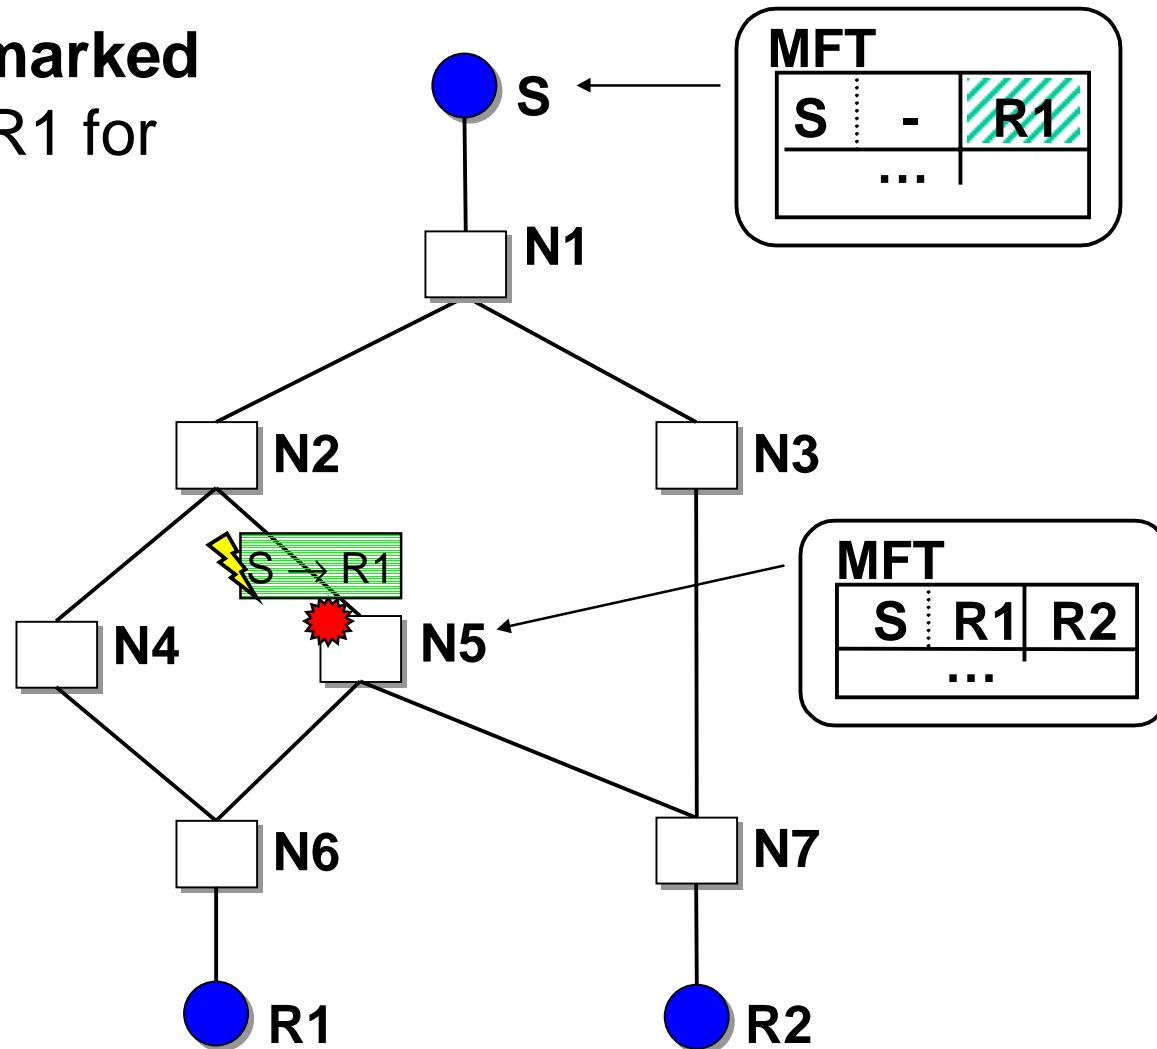 marked
R1 for
S
MFT
S - R1
...
N1
N2
N3
S → R1
MFT
S R1 R2
...
N4
N5
N6
N7
R1
R2